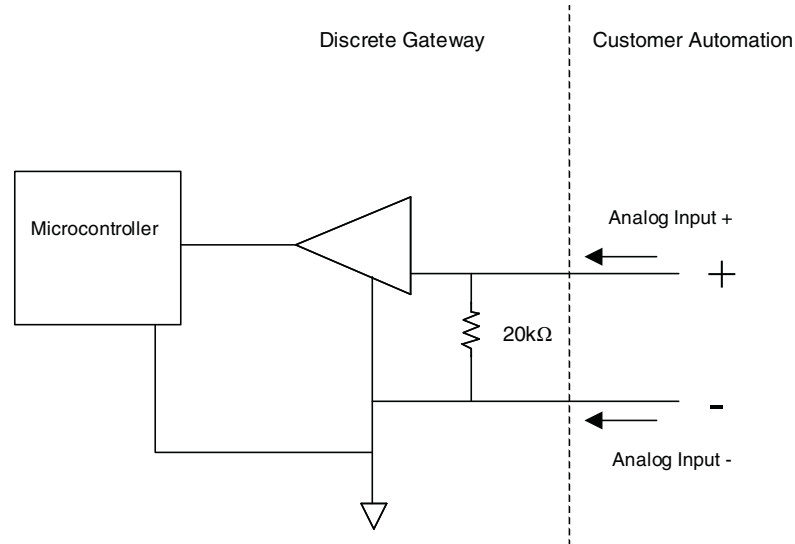 Discrete Gateway
Customer Automation
Microcontroller
Analog Input +
+
20kΩ
-
Analog Input -